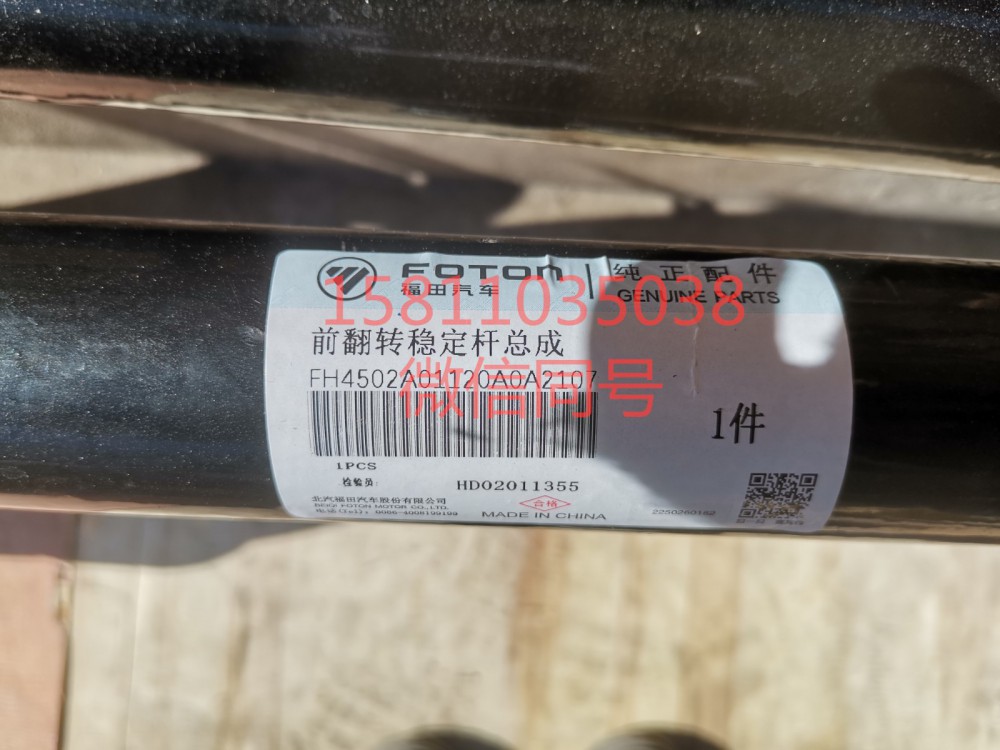 FOTON
福田汽车
纯正配件
GENUINE PARTS
15811035038
前翻转稳定杆总成
FH4502A01120A0A2107
微信同号
1件
1PCS
检验员:
HD02011355
北汽福田汽车股份有限公司
BEIQI FOTON MOTOR CO.,LTD.
合格
MADE IN CHINA
2250260162